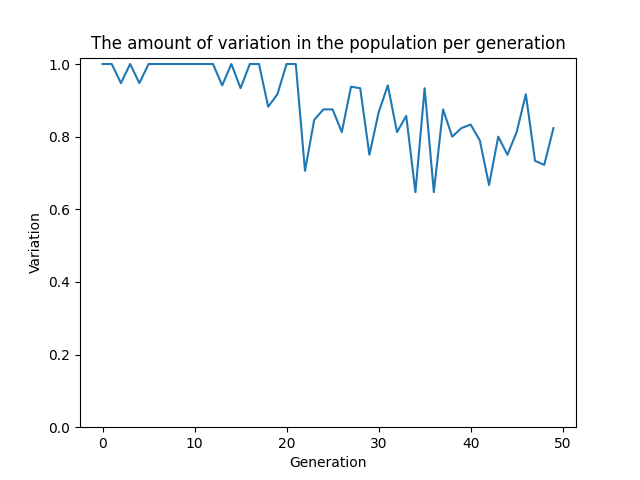 The amount of variation in the population per generation
1.0
0.8
0.6
0.4
0.2
0.0
Variation
0 10 20 30 40 50
Generation